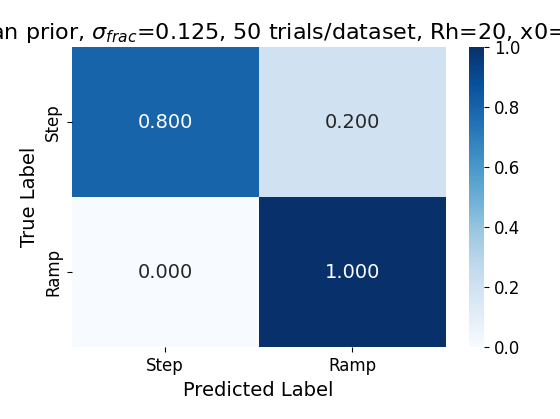 an prior, σ_frac=0.125, 50 trials/dataset, Rh=20, x0=
1.0
Step 0.800 0.200
0.8
0.6
True Label
0.4
Ramp 0.000 1.000
0.2
0.0
Step Ramp
Predicted Label